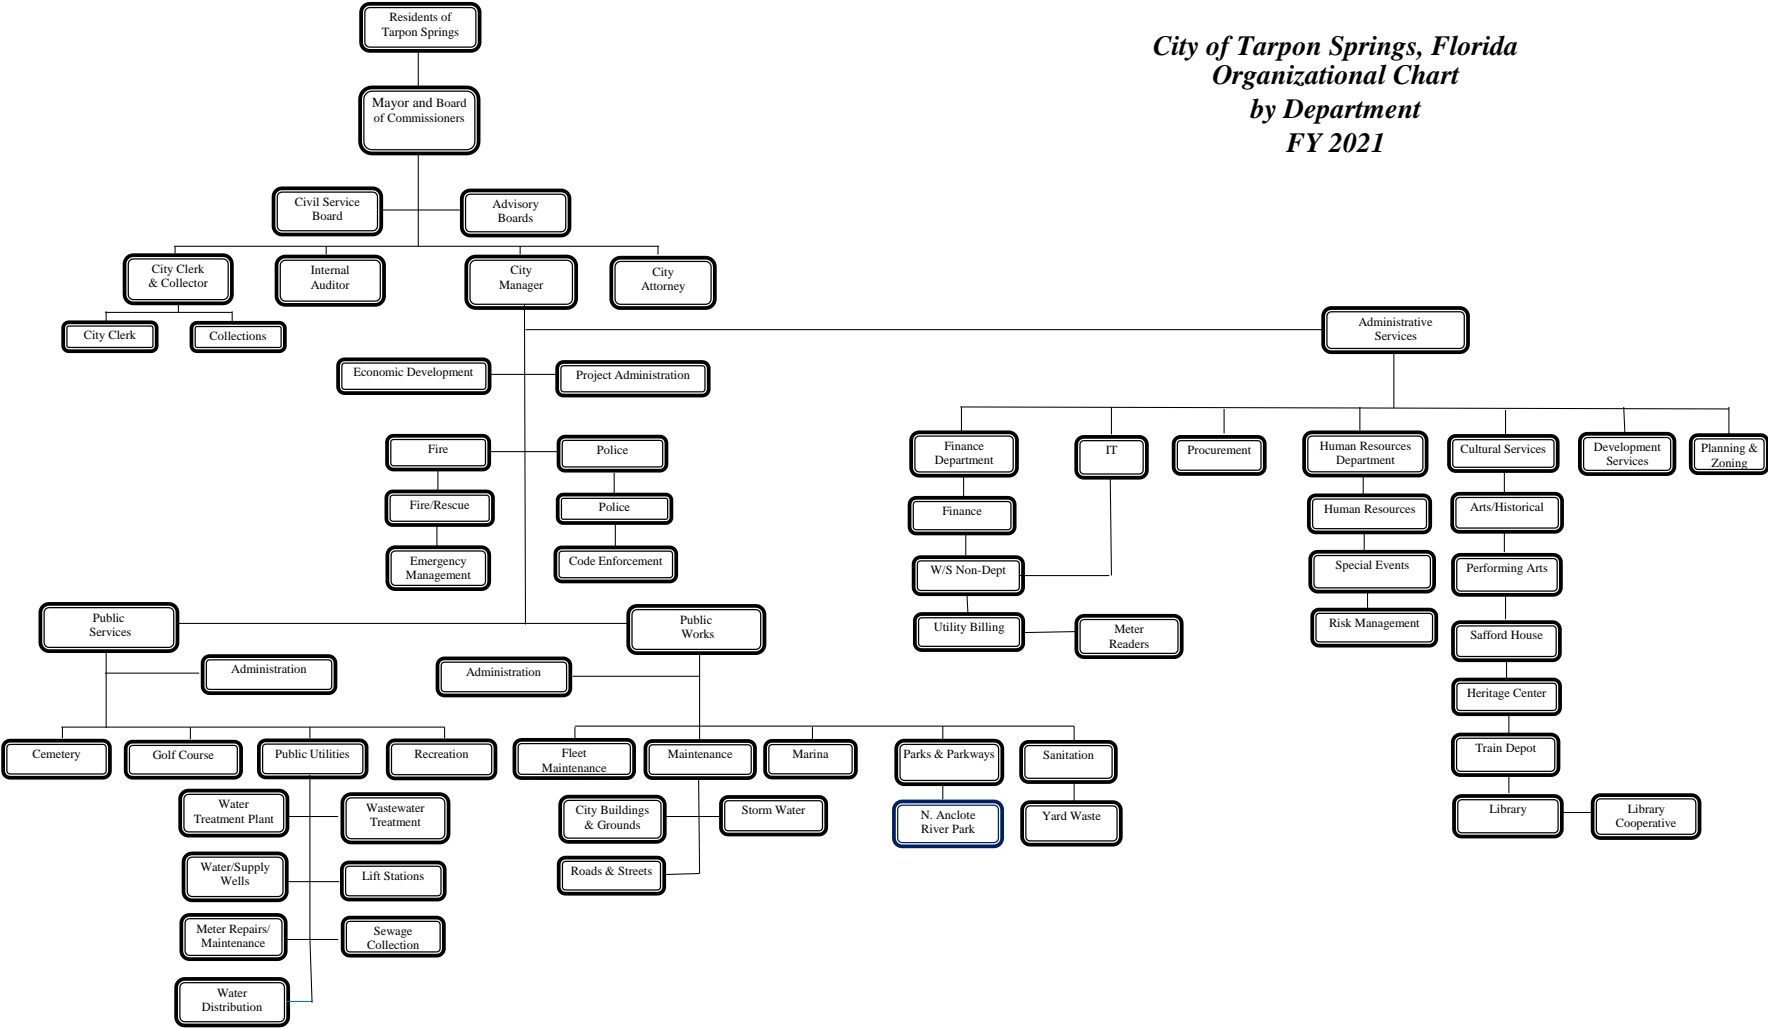 Residents of
Tarpon Springs
City of Tarpon Springs, Florida
Organizational Chart
by Department
FY 2021
Mayor and Board
of Commissioners
Civil Service
Board
Advisory
Boards
City Clerk
& Collector
Internal
Auditor
City
Manager
City
Attorney
City Clerk
Collections
Administrative
Services
Economic Development
Project Administration
Fire
Police
Fire/Rescue
Police
Emergency
Management
Code Enforcement
Finance
Department
IT
Procurement
Human Resources
Department
Cultural Services
Development
Services
Planning &
Zoning
Finance
Human Resources
Arts/Historical
W/S Non-Dept
Special Events
Performing Arts
Utility Billing
Meter
Readers
Risk Management
Safford House
Heritage Center
Train Depot
Library
Library
Cooperative
Public
Services
Public
Works
Administration
Administration
Cemetery
Golf Course
Public Utilities
Recreation
Fleet
Maintenance
Maintenance
Marina
Parks & Parkways
Sanitation
Water
Treatment Plant
Wastewater
Treatment
City Buildings
& Grounds
Storm Water
N. Anclote
River Park
Yard Waste
Water/Supply
Wells
Lift Stations
Roads & Streets
Meter Repairs/
Maintenance
Sewage
Collection
Water
Distribution